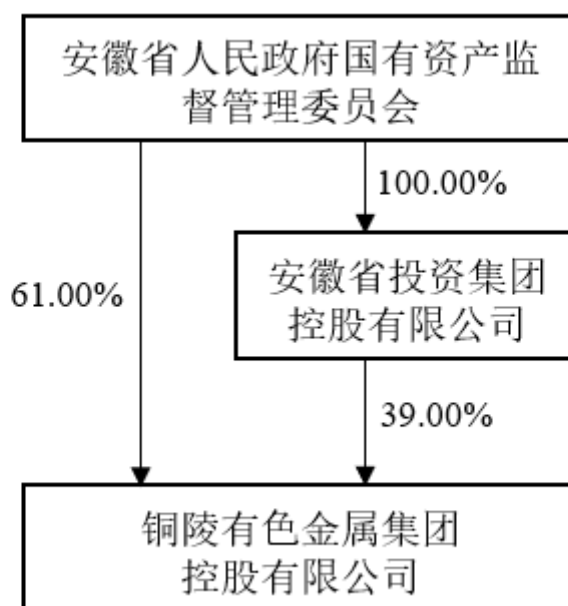 安徽省人民政府国有资产监
督管理委员会
100.00%
安徽省投资集团
控股有限公司
61.00%
39.00%
铜陵有色金属集团
控股有限公司